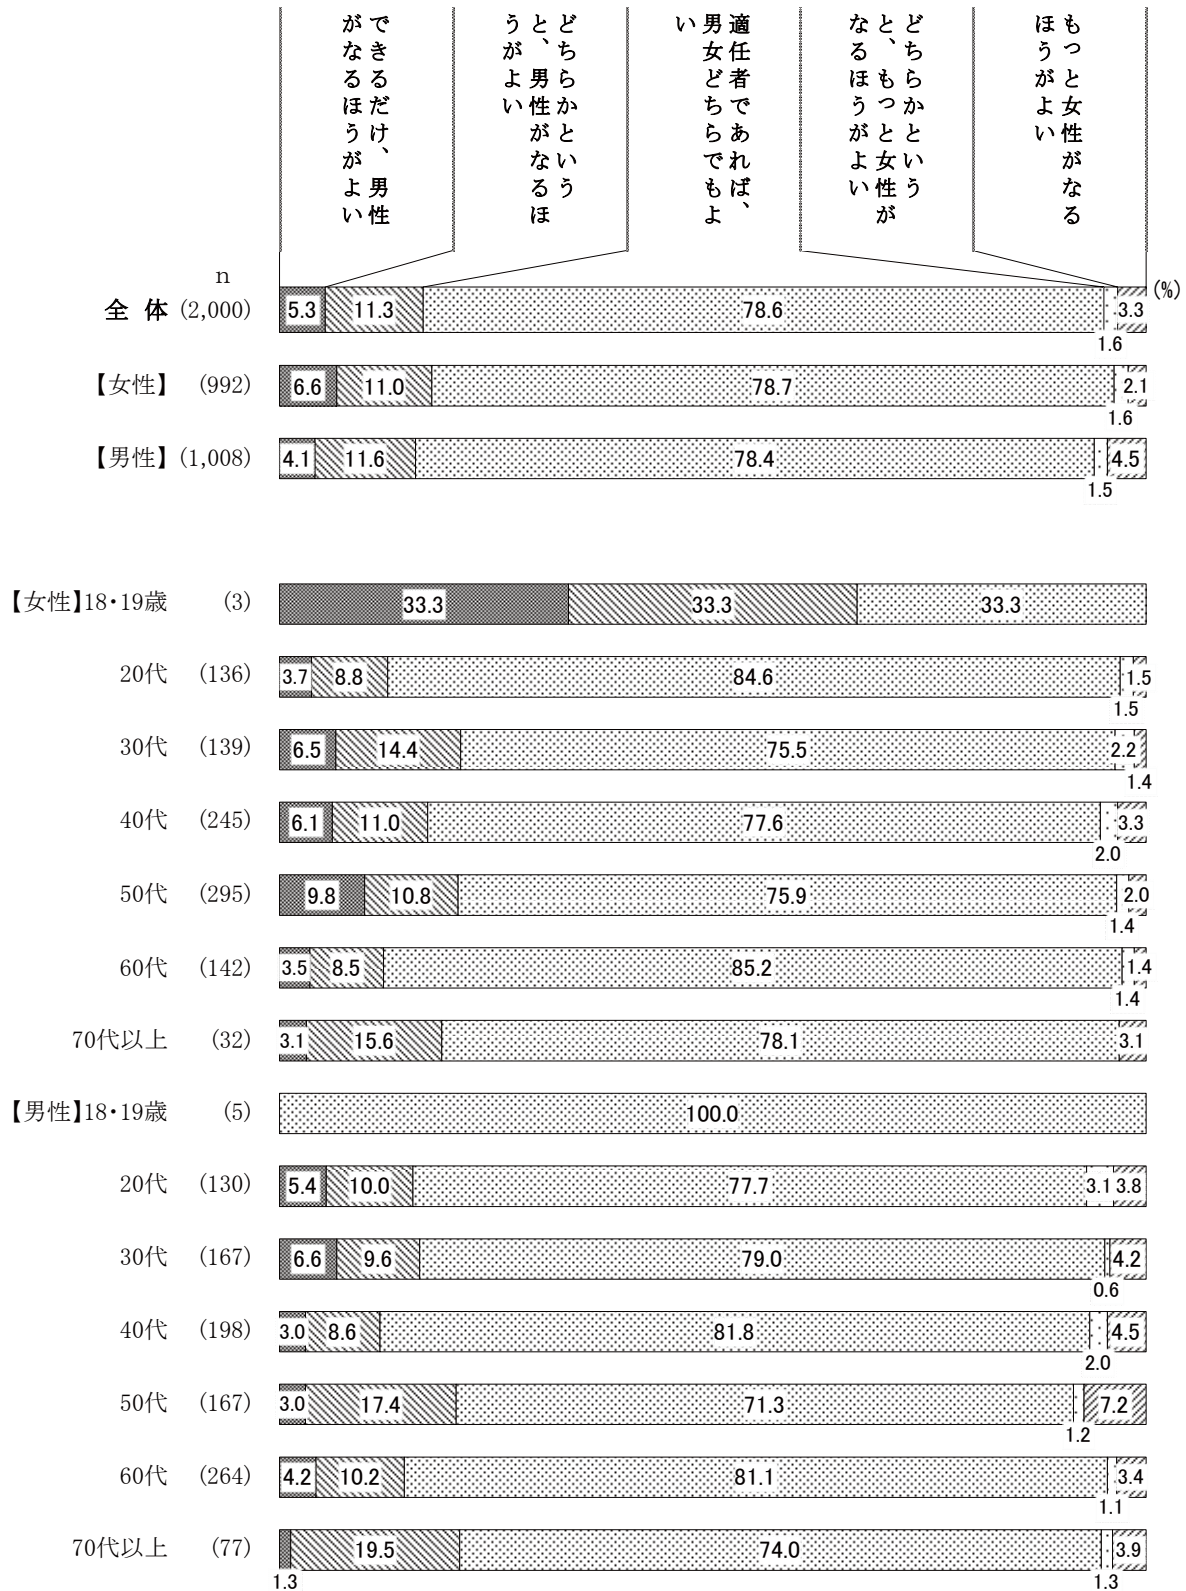 できるだけ、男性
がなるほうがよい
どちらかという
と、男性がなるほ
うがよい
適任者であれば、
男女どちらでもよ
い
どちらかという
と、もっと女性が
なるほうがよい
もっと女性がなる
ほうがよい
n
(%)
全 体 (2,000) 5.3 11.3 78.6 1.6 3.3
【女性】 (992) 6.6 11.0 78.7 1.6 2.1
【男性】 (1,008) 4.1 11.6 78.4 1.5 4.5
【女性】18・19歳 (3) 33.3 33.3 33.3
20代 (136) 3.7 8.8 84.6 1.5 1.5
30代 (139) 6.5 14.4 75.5 2.2 1.4
40代 (245) 6.1 11.0 77.6 2.0 3.3
50代 (295) 9.8 10.8 75.9 1.4 2.0
60代 (142) 3.5 8.5 85.2 1.4 1.4
70代以上 (32) 3.1 15.6 78.1 3.1
【男性】18・19歳 (5) 100.0
20代 (130) 5.4 10.0 77.7 3.1 3.8
30代 (167) 6.6 9.6 79.0 0.6 4.2
40代 (198) 3.0 8.6 81.8 2.0 4.5
50代 (167) 3.0 17.4 71.3 1.2 7.2
60代 (264) 4.2 10.2 81.1 1.1 3.4
70代以上 (77) 1.3 19.5 74.0 1.3 3.9